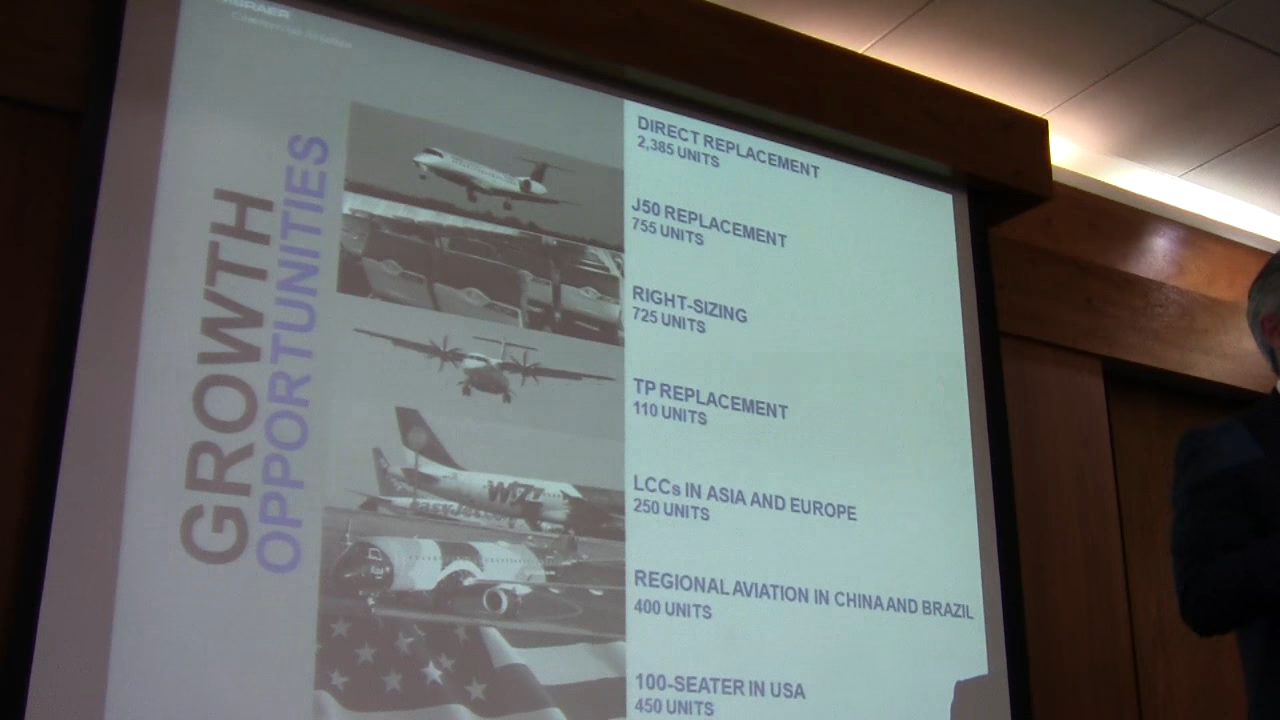 GROWTH
OPPORTUNITIES
DIRECT REPLACEMENT
2,385 UNITS
J50 REPLACEMENT
755 UNITS
RIGHT-SIZING
725 UNITS
TP REPLACEMENT
110 UNITS
LCCs IN ASIA AND EUROPE
250 UNITS
REGIONAL AVIATION IN CHINA AND BRAZIL
400 UNITS
100-SEATER IN USA
450 UNITS
WIZZ
easyJet